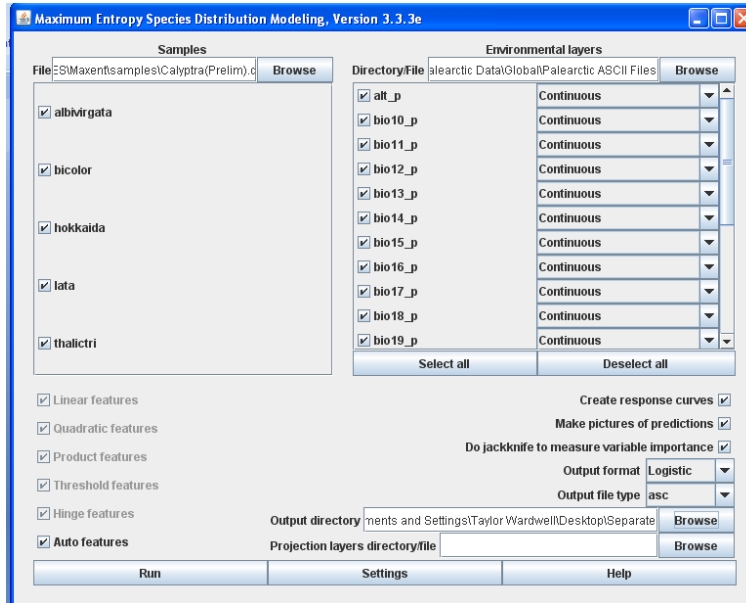 Maximum Entropy Species Distribution Modeling, Version 3.3.3e
Samples
File ES\Maxent\samples\Calyptra(Prelim).c Browse
albivirgata
bicolor
hokkaida
lata
thalictri
Environmental layers
Directory/File alearctic Data\Global\Palearctic ASCII Files Browse
alt_p Continuous
bio10_p Continuous
bio11_p Continuous
bio12_p Continuous
bio13_p Continuous
bio14_p Continuous
bio15_p Continuous
bio16_p Continuous
bio17_p Continuous
bio18_p Continuous
bio19_p Continuous
Select all Deselect all
Linear features
Quadratic features
Product features
Threshold features
Hinge features
Auto features
Create response curves
Make pictures of predictions
Do jackknife to measure variable importance
Output format Logistic
Output file type asc
Output directory ments and Settings\Taylor Wardwell\Desktop\Separate Browse
Projection layers directory/file Browse
Run Settings Help